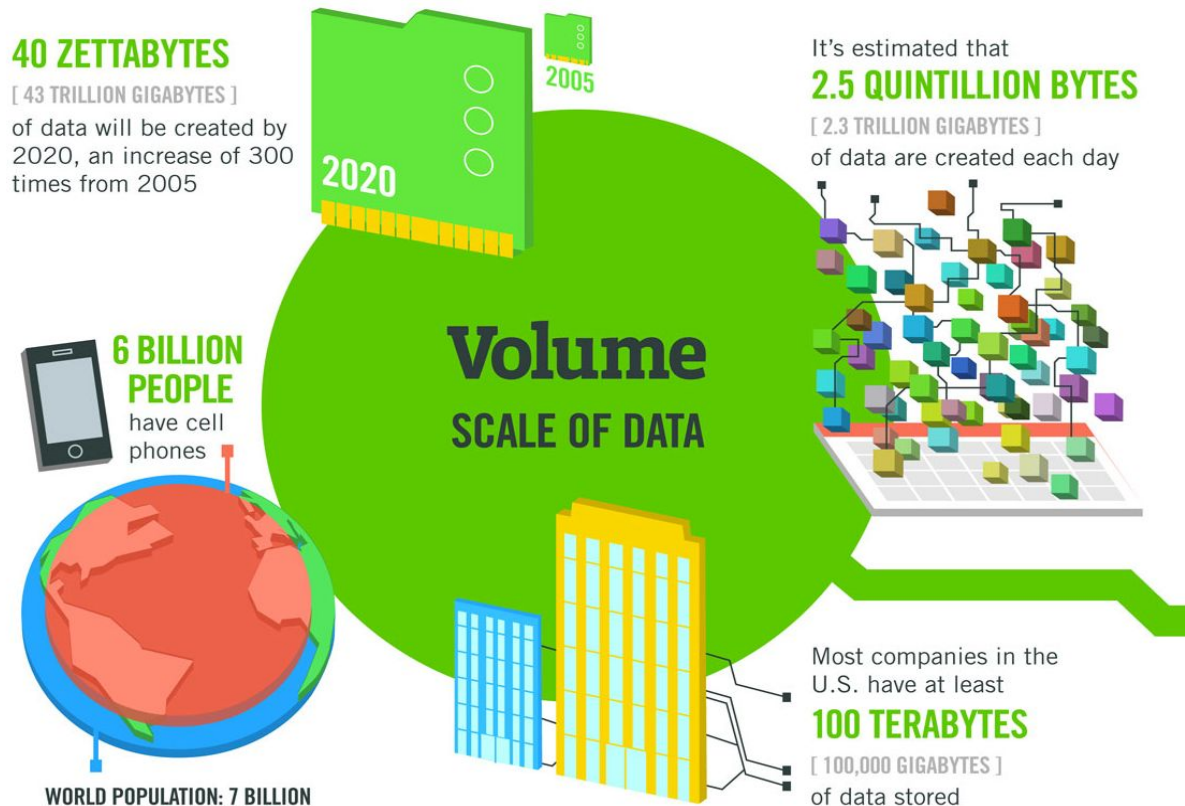 40 ZETTABYTES
[ 43 TRILLION GIGABYTES ]
of data will be created by
2020, an increase of 300
times from 2005
2020
2005
It’s estimated that
2.5 QUINTILLION BYTES
[ 2.3 TRILLION GIGABYTES ]
of data are created each day
6 BILLION
PEOPLE
have cell
phones
WORLD POPULATION: 7 BILLION
Volume
SCALE OF DATA
Most companies in the
U.S. have at least
100 TERABYTES
[ 100,000 GIGABYTES ]
of data stored